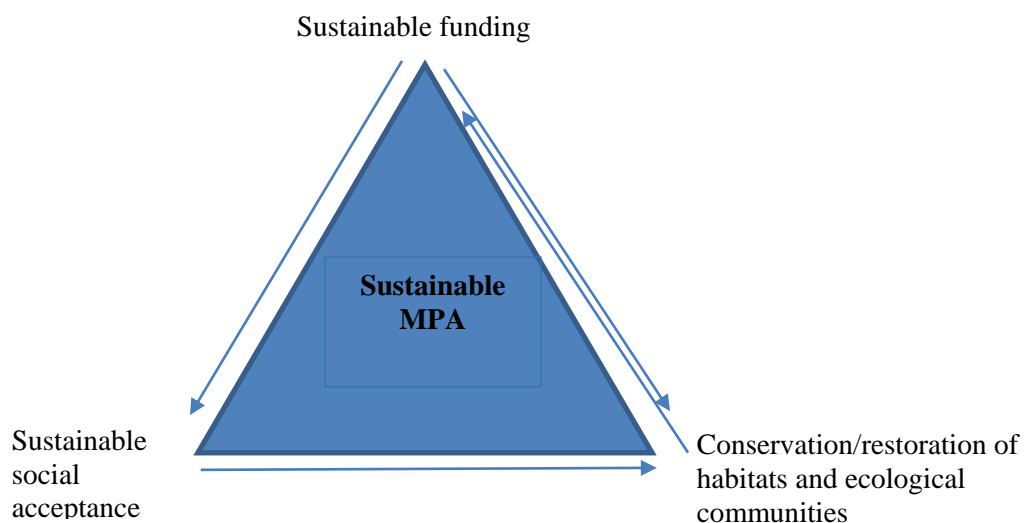 Sustainable funding
Sustainable
MPA
Sustainable
social
acceptance
Conservation/restoration of
habitats and ecological
communities